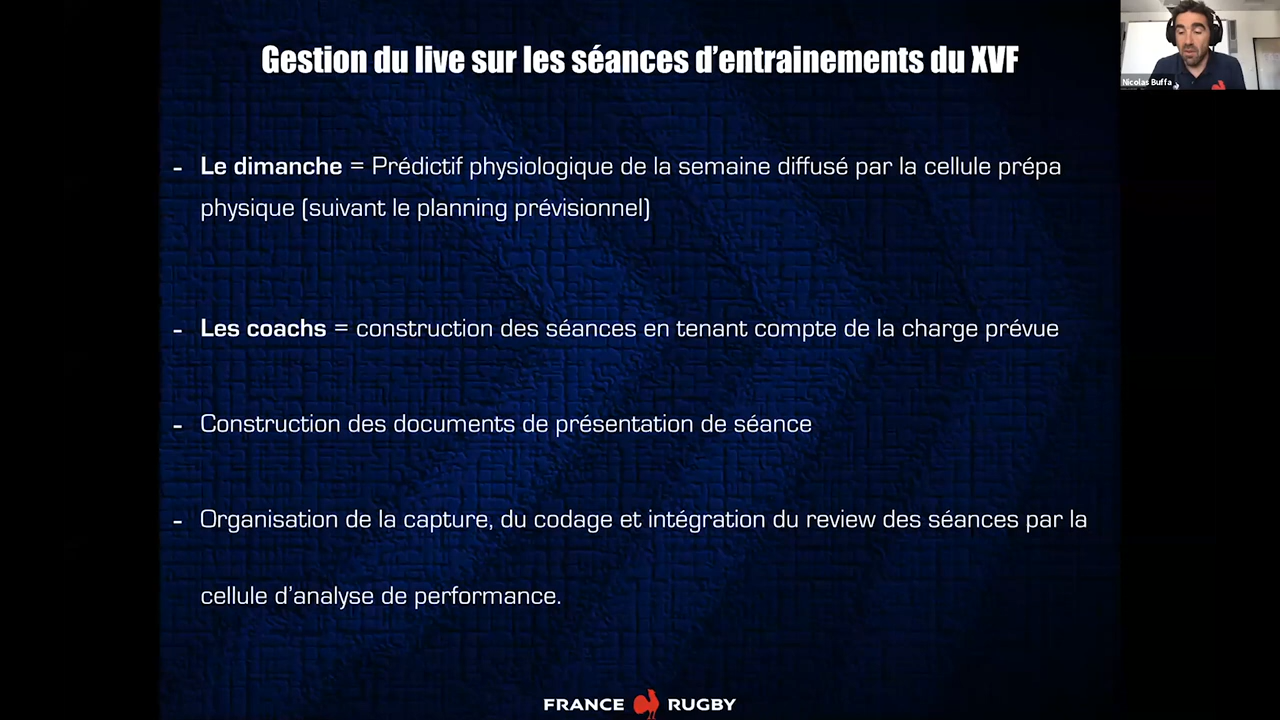 Gestion du live sur les séances d'entrainements du XVF
Nicolas Buffa
- Le dimanche = Prédictif physiologique de la semaine diffusé par la cellule prépa
physique (suivant le planning prévisionnel)
- Les coachs = construction des séances en tenant compte de la charge prévue
- Construction des documents de présentation de séance
- Organisation de la capture, du codage et intégration du review des séances par la
cellule d'analyse de performance.
FRANCE RUGBY